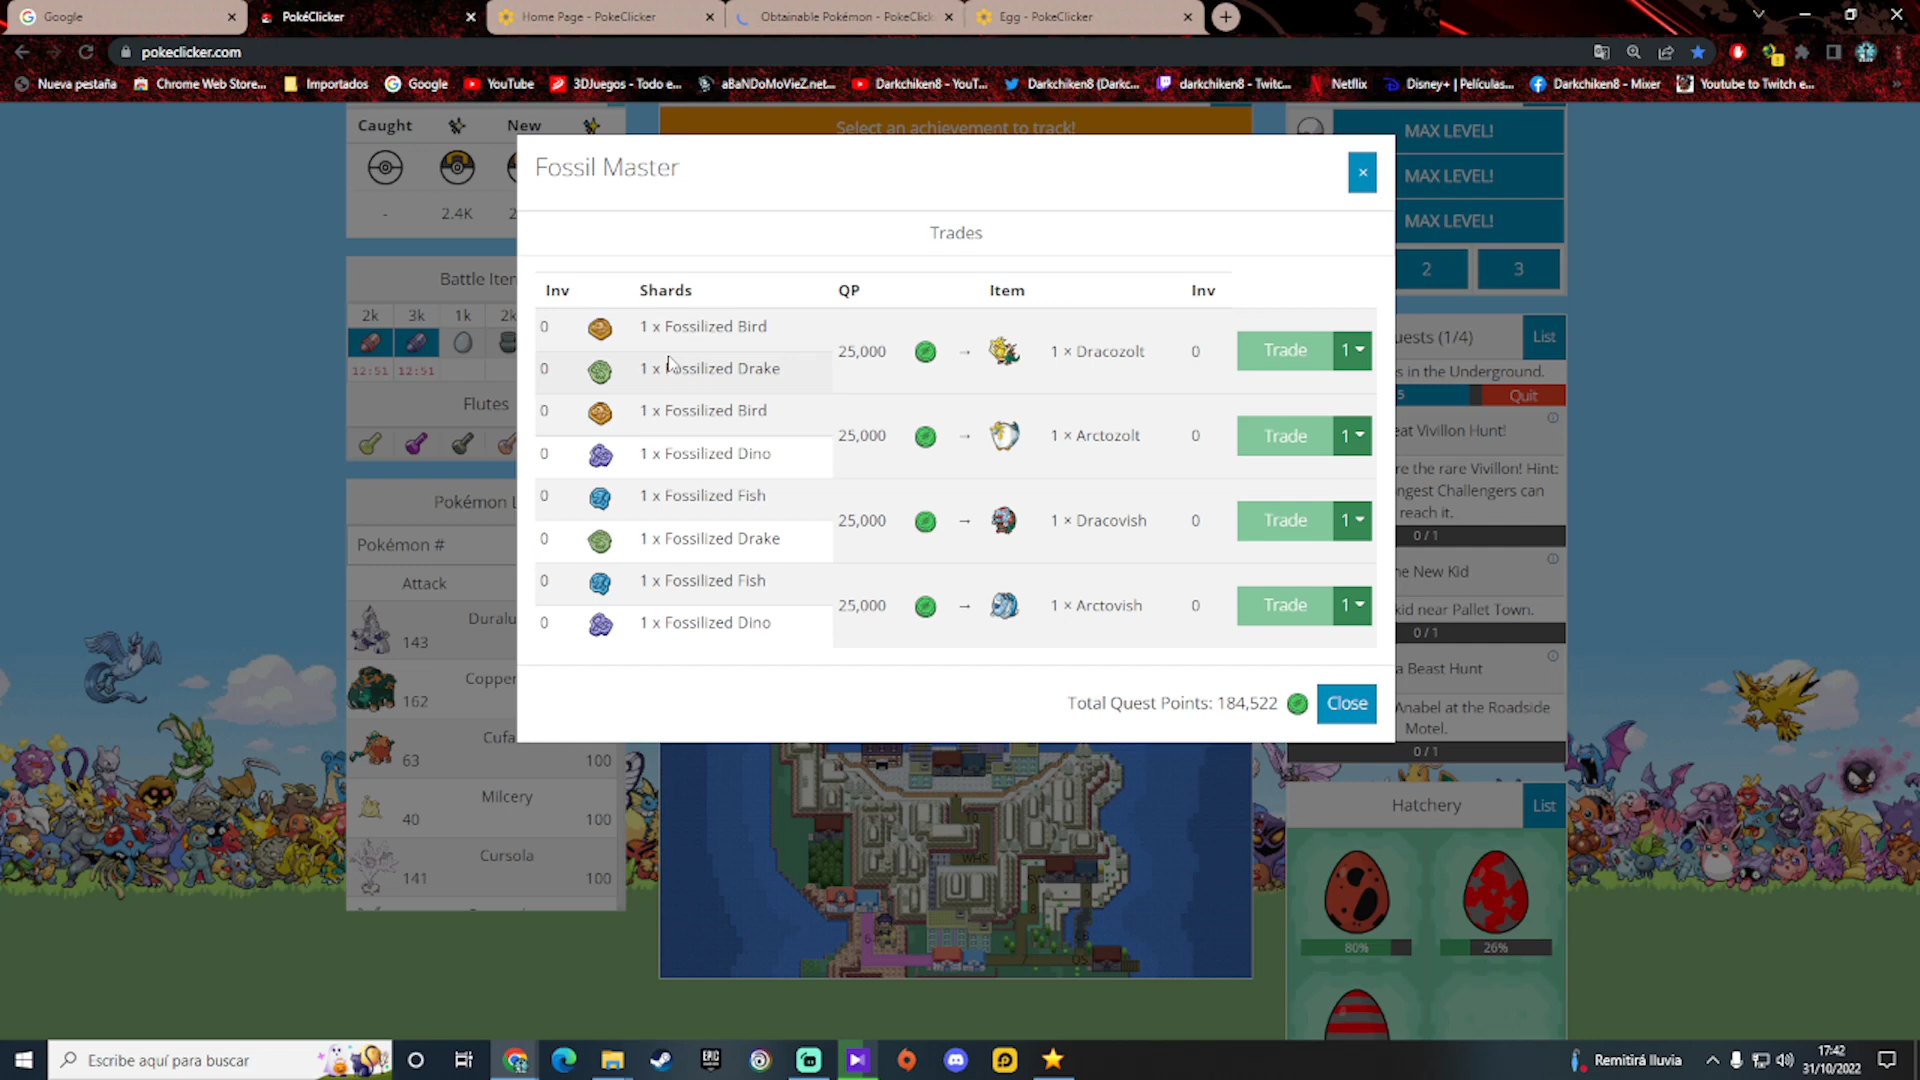 Google
PokéClicker
Home Page - PokeClicker
Obtainable Pokémon - PokeClick
Egg - PokeClicker
pokeclicker.com
Nueva pestaña
Chrome Web Store...
Importados
Google
YouTube
3DJuegos - Todo e...
aBaNDoMoVieZ.net...
Darkchiken8 - YouT...
Darkchiken8 (Darkc...
darkchiken8 - Twitc...
Netflix
Disney+ | Películas...
Darkchiken8 - Mixer
Youtube to Twitch e...
Caught
New
- 2.4K 2
Select an achievement to track!
MAX LEVEL!
MAX LEVEL!
MAX LEVEL!
2 3
Fossil Master
×
Trades
Inv Shards QP Item Inv
0 1 x Fossilized Bird
0 1 x Fossilized Drake
25,000 → 1 × Dracozolt 0 Trade 1
0 1 x Fossilized Bird
0 1 x Fossilized Dino
25,000 → 1 × Arctozolt 0 Trade 1
0 1 x Fossilized Fish
0 1 x Fossilized Drake
25,000 → 1 × Dracovish 0 Trade 1
0 1 x Fossilized Fish
0 1 x Fossilized Dino
25,000 → 1 × Arctovish 0 Trade 1
Total Quest Points: 184,522
Close
Battle Iten
2k 3k 1k 2k
12:51 12:51
Flutes
Pokémon L
Pokémon #
Attack
Duralu
143
Copper
162
Cufa
63 100
Milcery
40 100
Cursola
141 100
uests (1/4) List
es in the Underground.
5 Quit
eat Vivillon Hunt!
re the rare Vivillon! Hint:
ngest Challengers can
reach it.
0 / 1
he New Kid
kid near Pallet Town.
0 / 1
a Beast Hunt
Anabel at the Roadside
Motel.
0 / 1
Hatchery List
80% 26%
Escribe aquí para buscar
Remitirá lluvia
17:42
31/10/2022